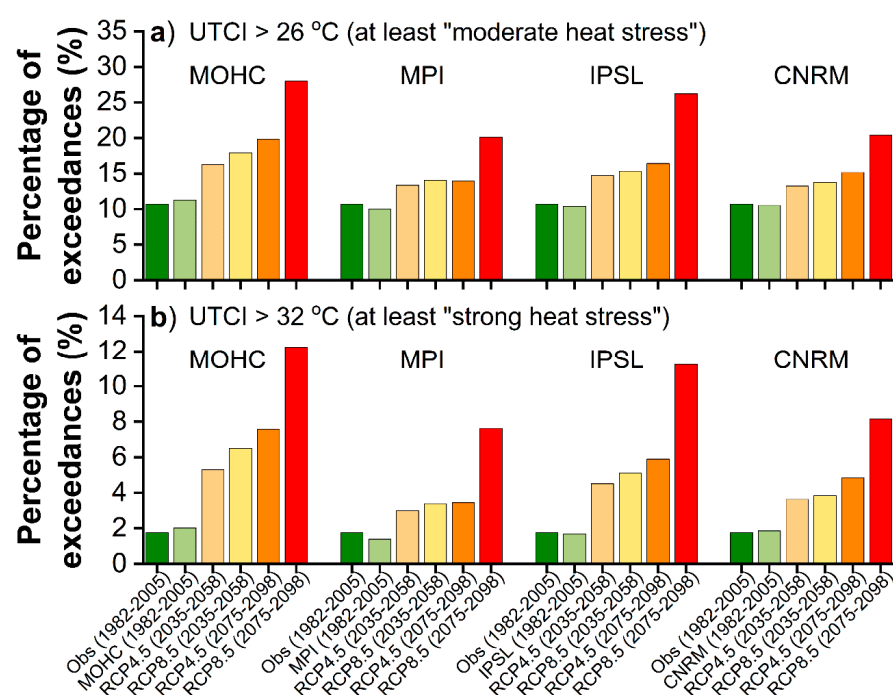 a) UTCI > 26 °C (at least "moderate heat stress")
Percentage of
exceedances (%)
35
30
25
20
15
10
5
0
MOHC MPI IPSL CNRM
b) UTCI > 32 °C (at least "strong heat stress")
Percentage of
exceedances (%)
14
12
10
8
6
4
2
0
MOHC MPI IPSL CNRM
Obs (1982-2005)
MOHC (1982-2005)
RCP4.5 (2035-2058)
RCP8.5 (2035-2058)
RCP4.5 (2075-2098)
RCP8.5 (2075-2098)
Obs (1982-2005)
MPI (1982-2005)
RCP4.5 (2035-2058)
RCP8.5 (2035-2058)
RCP4.5 (2075-2098)
RCP8.5 (2075-2098)
Obs (1982-2005)
IPSL (1982-2005)
RCP4.5 (2035-2058)
RCP8.5 (2035-2058)
RCP4.5 (2075-2098)
RCP8.5 (2075-2098)
Obs (1982-2005)
CNRM (1982-2005)
RCP4.5 (2035-2058)
RCP8.5 (2035-2058)
RCP4.5 (2075-2098)
RCP8.5 (2075-2098)